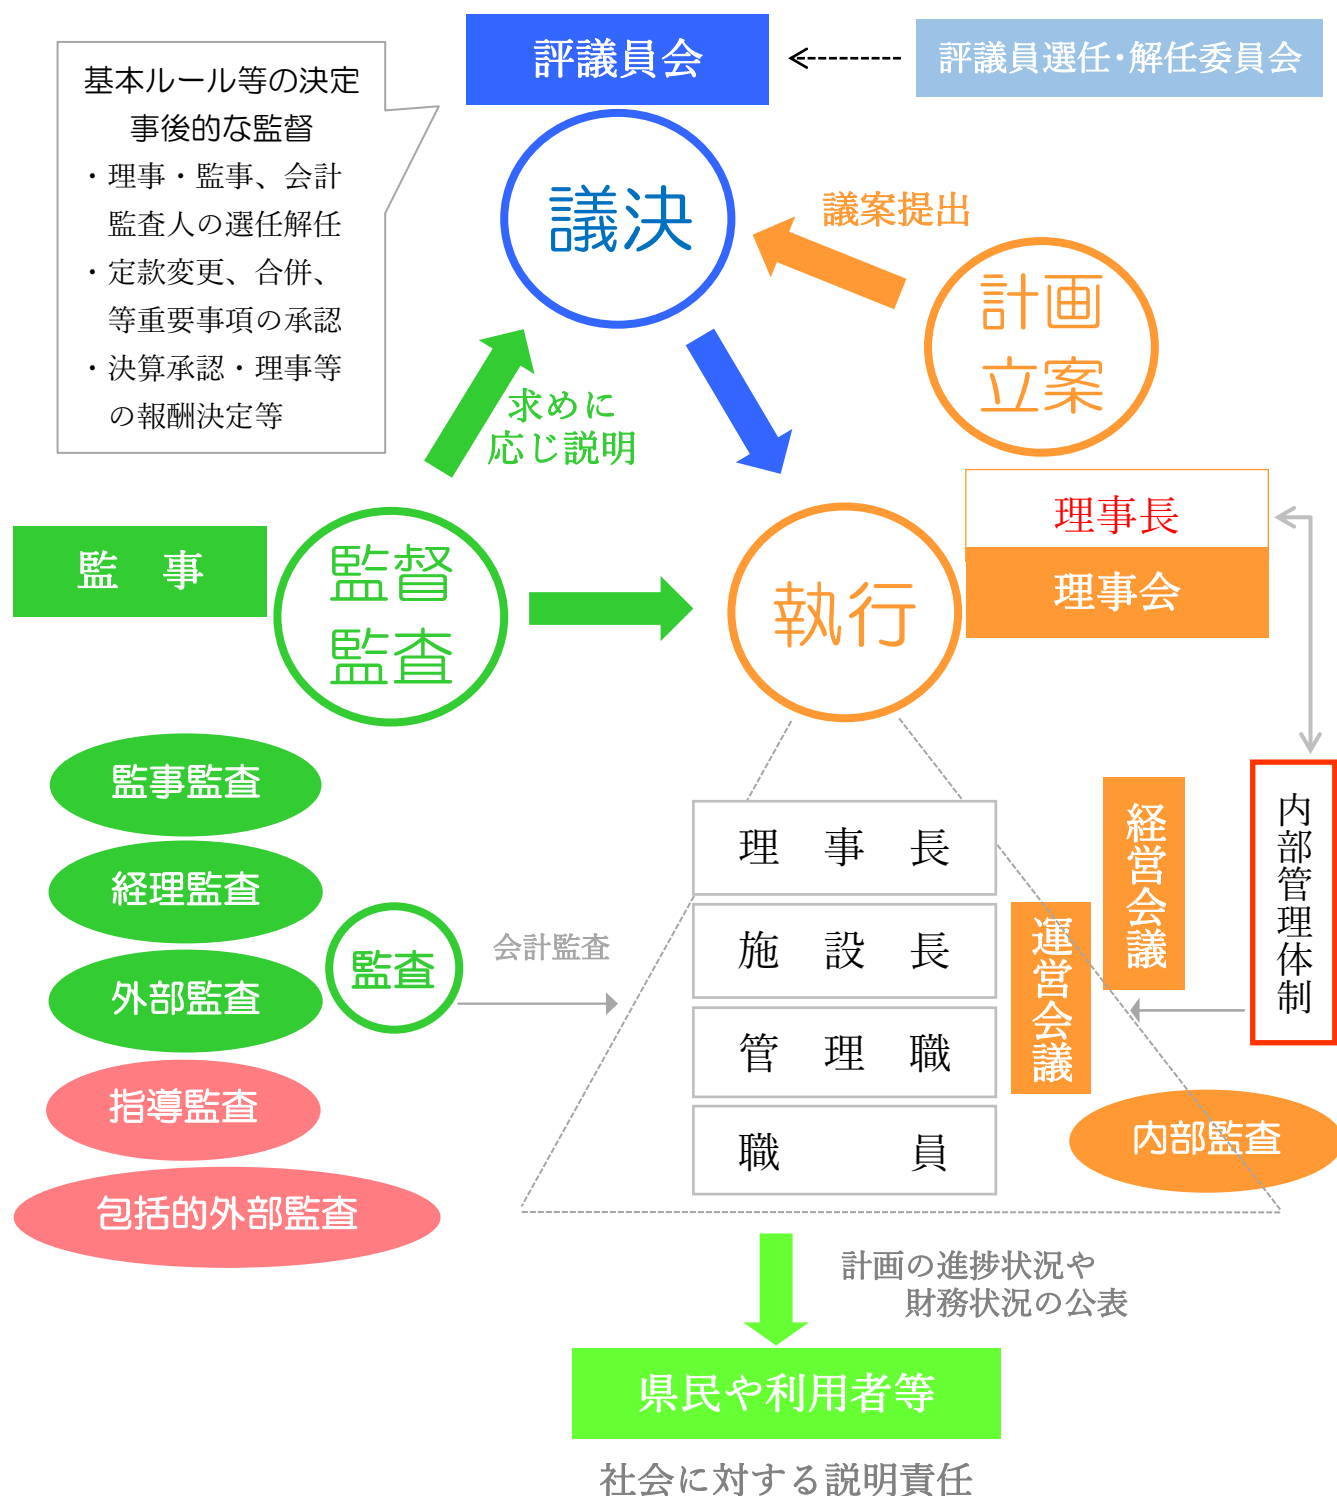 評議員会
評議員選任・解任委員会
基本ルール等の決定
事後的な監督
・理事・監事、会計
監査人の選任解任
・定款変更、合併、
等重要事項の承認
・決算承認・理事等
の報酬決定等
議決
議案提出
計画
立案
求めに
応じ説明
理事長
理事会
監　事
監督
監査
執行
監事監査
経理監査
外部監査
指導監査
包括的外部監査
監査
会計監査
理　事　長
施　設　長
管　理　職
職　　　員
運営会議
経営会議
内部管理体制
内部監査
計画の進捗状況や
財務状況の公表
県民や利用者等
社会に対する説明責任